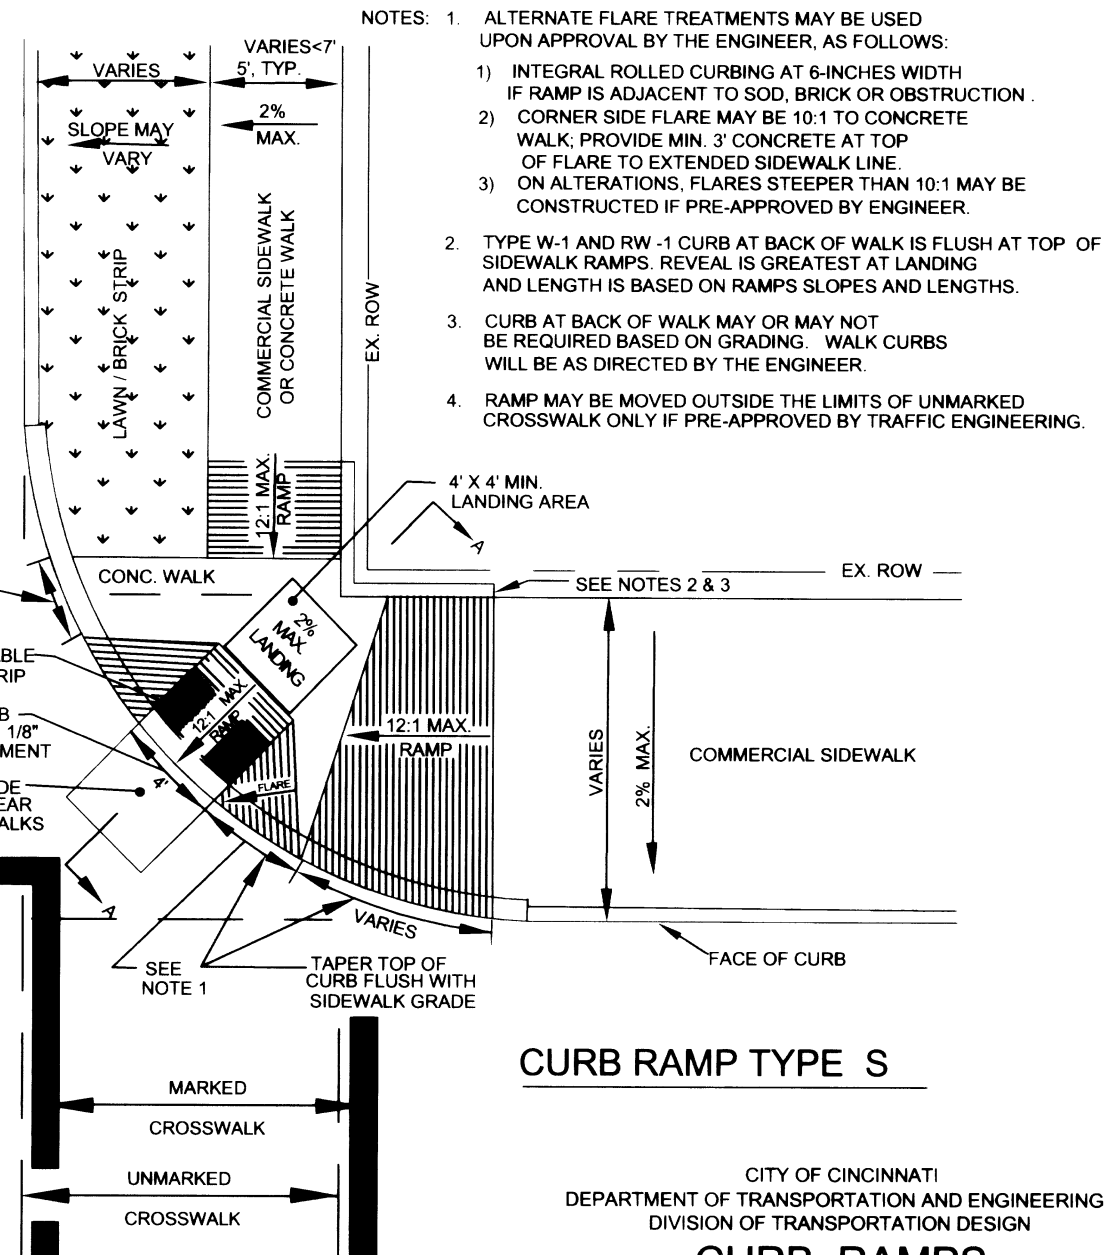 NOTES: 1. ALTERNATE FLARE TREATMENTS MAY BE USED
UPON APPROVAL BY THE ENGINEER, AS FOLLOWS:
1) INTEGRAL ROLLED CURBING AT 6-INCHES WIDTH
IF RAMP IS ADJACENT TO SOD, BRICK OR OBSTRUCTION .
2) CORNER SIDE FLARE MAY BE 10:1 TO CONCRETE
WALK; PROVIDE MIN. 3' CONCRETE AT TOP
OF FLARE TO EXTENDED SIDEWALK LINE.
3) ON ALTERATIONS, FLARES STEEPER THAN 10:1 MAY BE
CONSTRUCTED IF PRE-APPROVED BY ENGINEER.
2. TYPE W-1 AND RW -1 CURB AT BACK OF WALK IS FLUSH AT TOP OF
SIDEWALK RAMPS. REVEAL IS GREATEST AT LANDING
AND LENGTH IS BASED ON RAMPS SLOPES AND LENGTHS.
3. CURB AT BACK OF WALK MAY OR MAY NOT
BE REQUIRED BASED ON GRADING. WALK CURBS
WILL BE AS DIRECTED BY THE ENGINEER.
4. RAMP MAY BE MOVED OUTSIDE THE LIMITS OF UNMARKED
CROSSWALK ONLY IF PRE-APPROVED BY TRAFFIC ENGINEERING.
VARIES
VARIES<7'
5', TYP.
SLOPE MAY
VARY
2%
MAX.
LAWN / BRICK STRIP
COMMERCIAL SIDEWALK
OR CONCRETE WALK
EX. ROW
12:1 MAX.
RAMP
4' X 4' MIN.
LANDING AREA
A
CONC. WALK
SEE NOTES 2 & 3
EX. ROW
2%
MAX.
LANDING
ABLE
RIP
12:1 MAX
RAMP
B
1/8"
MENT
12:1 MAX.
RAMP
VARIES
2% MAX.
COMMERCIAL SIDEWALK
4'
FLARE
DE
EAR
ALKS
A
VARIES
SEE
NOTE 1
TAPER TOP OF
CURB FLUSH WITH
SIDEWALK GRADE
FACE OF CURB
CURB RAMP TYPE S
MARKED
CROSSWALK
UNMARKED
CROSSWALK
CITY OF CINCINNATI
DEPARTMENT OF TRANSPORTATION AND ENGINEERING
DIVISION OF TRANSPORTATION DESIGN
CURB RAMPS